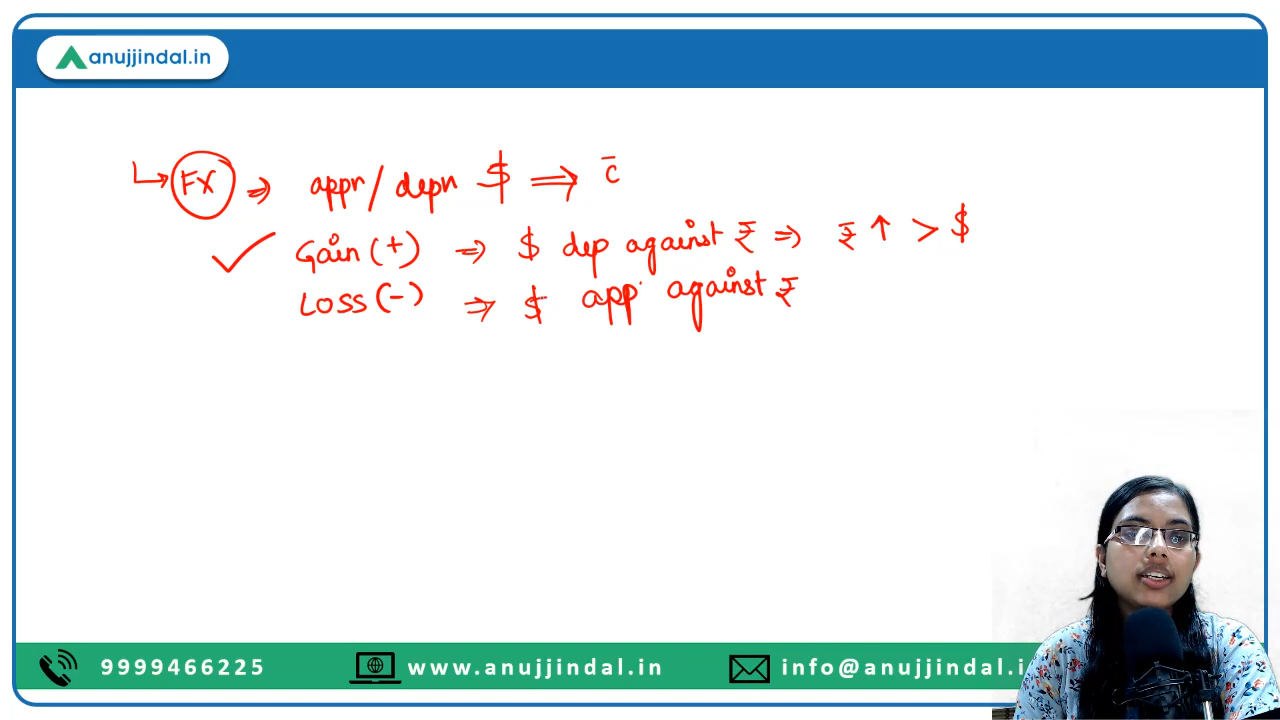 anujjindal.in
↳ FX ⇒ appr/depn $ ⟹ c̄
✓ Gain (+) ⇒ $ dep against ₹ ⇒ ₹ ↑ > $
Loss (-) ⇒ $ app against ₹
9999466225 www.anujjindal.in info@anujjindal.i